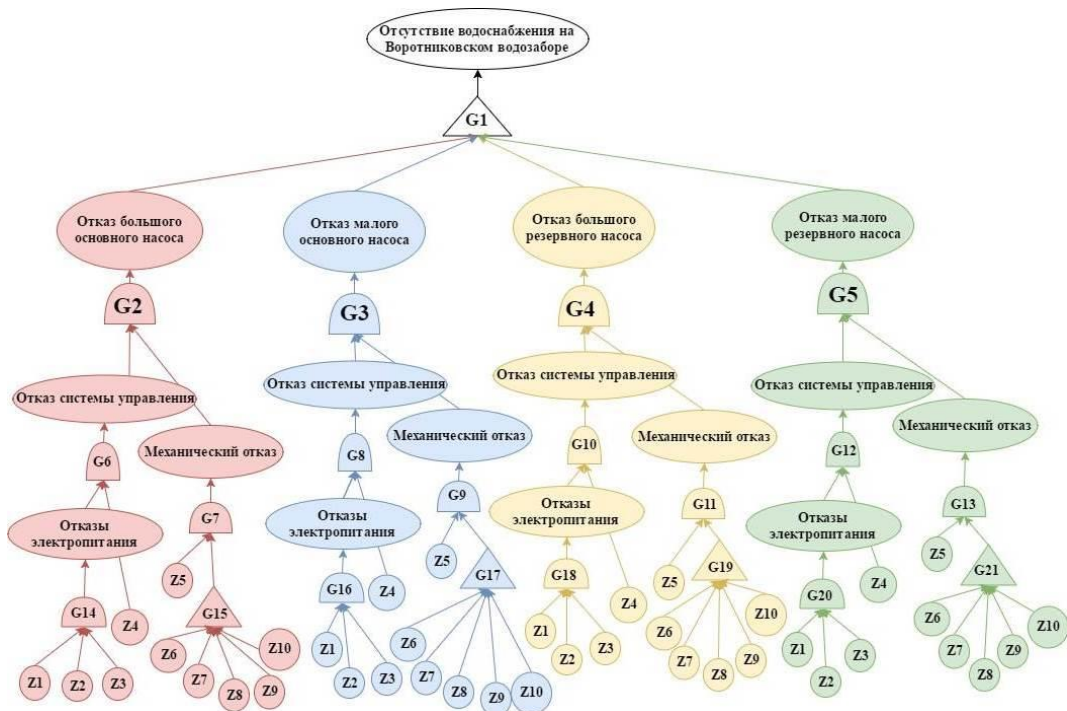 Отсутствие водоснабжения на
Воротниковском водозаборе
G1
Отказ большого
основного насоса
Отказ малого
основного насоса
Отказ большого
резервного насоса
Отказ малого
резервного насоса
G2
G3
G4
G5
Отказ системы управления
Отказ системы управления
Отказ системы управления
Отказ системы управления
Механический отказ
Механический отказ
Механический отказ
Механический отказ
G6
G7
G8
G9
G10
G11
G12
G13
Отказы
электропитания
Отказы
электропитания
Отказы
электропитания
Отказы
электропитания
Z5
Z5
Z5
Z5
G14
Z4
G15
G16
Z4
G17
G18
Z4
G19
G20
Z4
G21
Z1
Z2
Z3
Z6
Z7
Z8
Z9
Z10
Z1
Z2
Z3
Z6
Z7
Z8
Z9
Z10
Z1
Z2
Z3
Z6
Z7
Z8
Z9
Z10
Z1
Z2
Z3
Z6
Z7
Z8
Z9
Z10